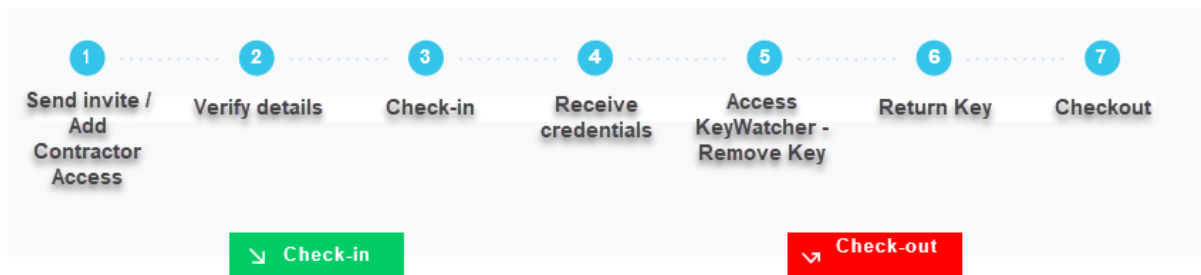 1 2 3 4 5 6 7
Send invite /
Add
Contractor
Access
Verify details
Check-in
Receive
credentials
Access
KeyWatcher -
Remove Key
Return Key
Checkout
Check-in
Check-out